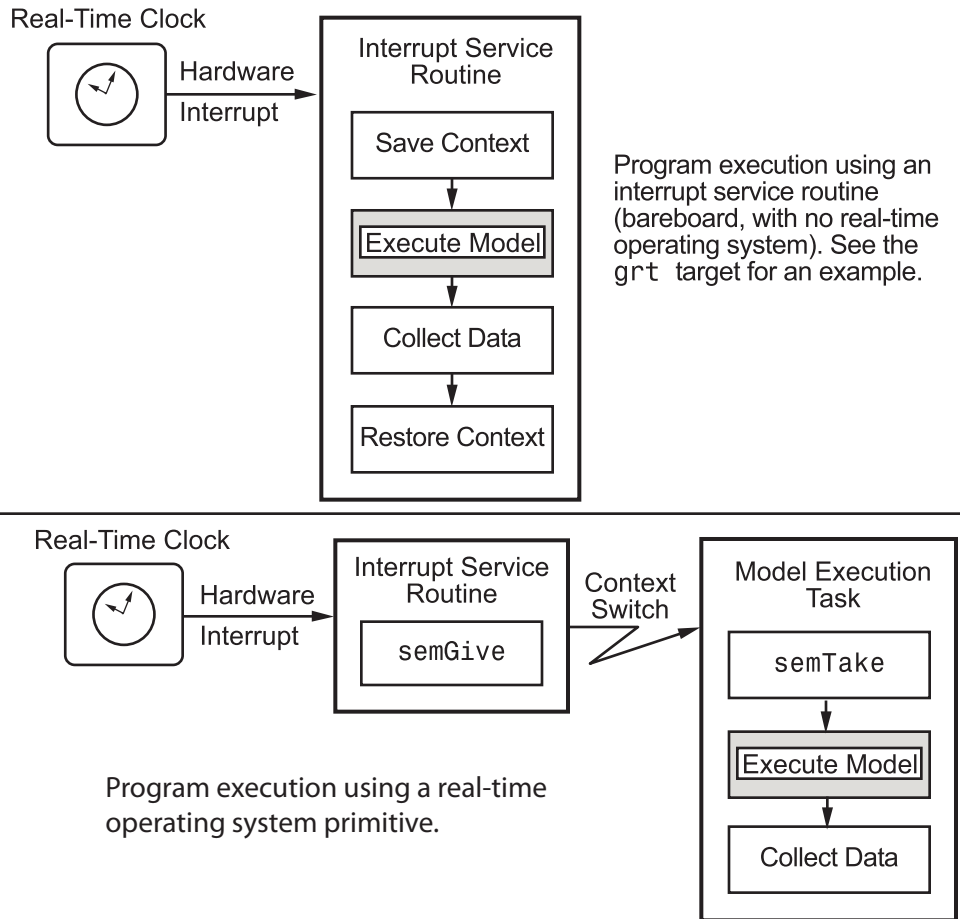 Real-Time Clock
Hardware
Interrupt
Interrupt Service
Routine
Save Context
Execute Model
Collect Data
Restore Context
Program execution using an
interrupt service routine
(bareboard, with no real-time
operating system). See the
grt target for an example.
Real-Time Clock
Hardware
Interrupt
Interrupt Service
Routine
semGive
Context
Switch
Model Execution
Task
semTake
Execute Model
Collect Data
Program execution using a real-time
operating system primitive.